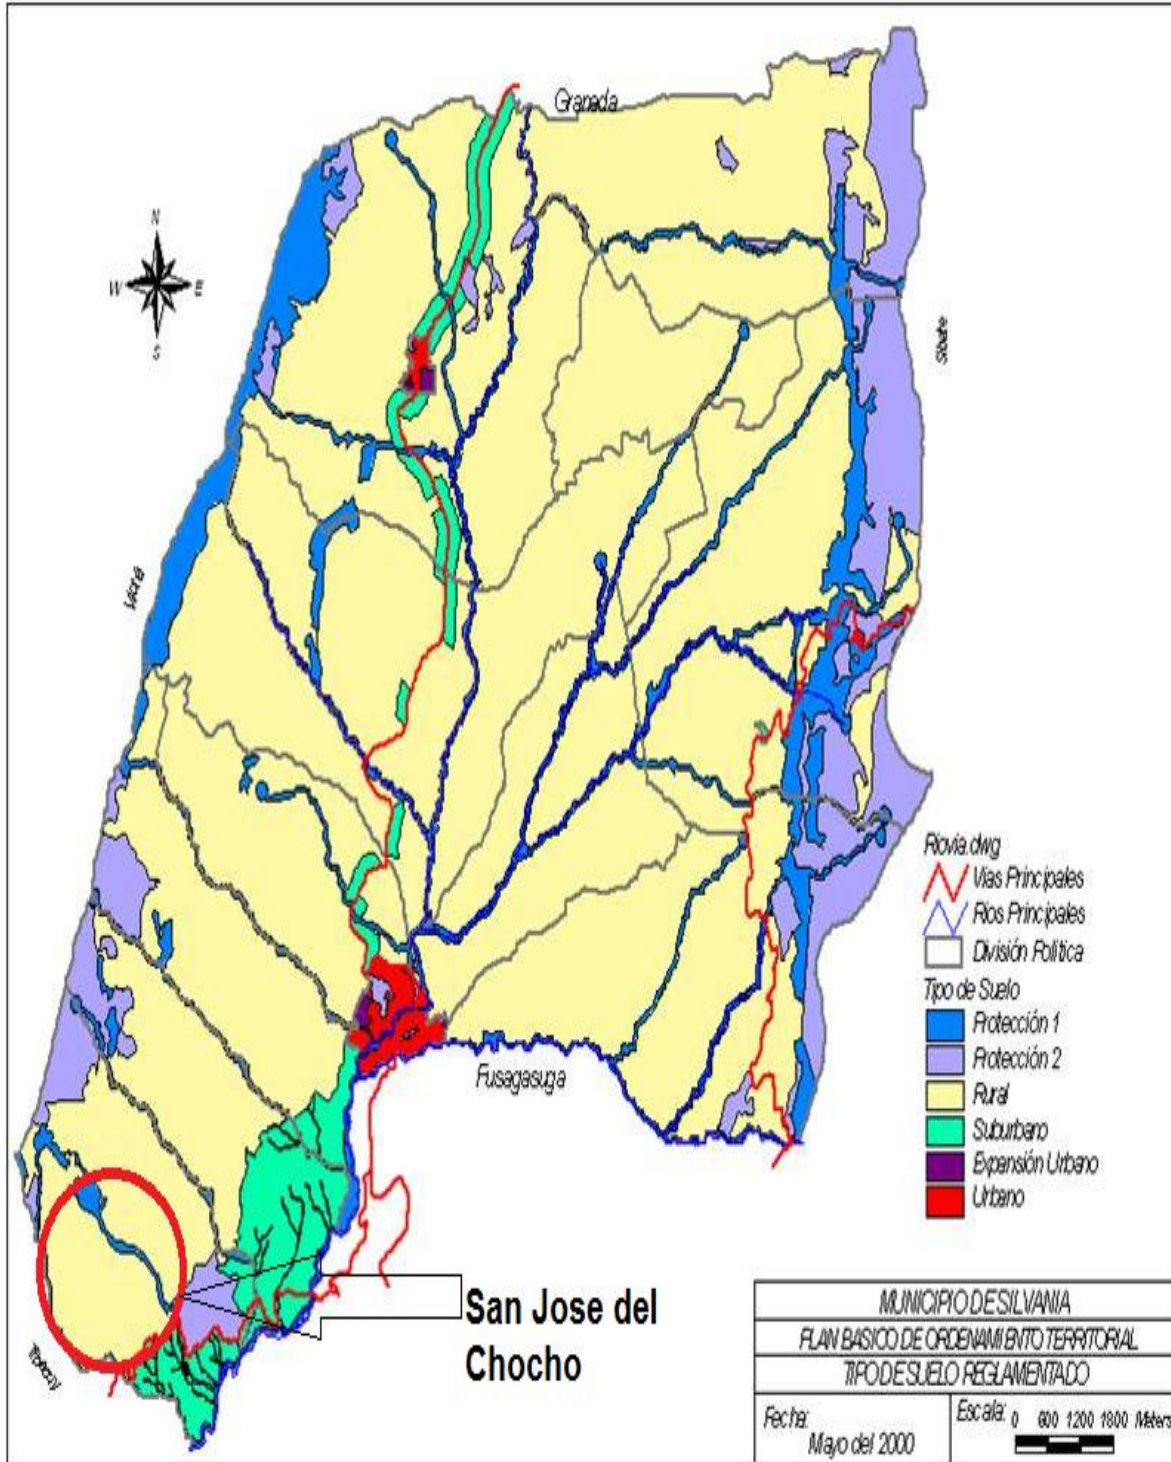 Granada
N
W
E
S
Sibate
Fusagasuga
Riovia.dwg
Vias Principales
Rios Principales
División Política
Tipo de Suelo
Protección 1
Protección 2
Rural
Suburbano
Expansión Urbano
Urbano
San Jose del
Chocho
MUNICIPIO DE SILVANIA
PLAN BASICO DE ORDENAMIENTO TERRITORIAL
TIPO DE SUELO REGLAMENTADO
Fecha:
Mayo del 2000
Escala: 0 600 1200 1800 Meters